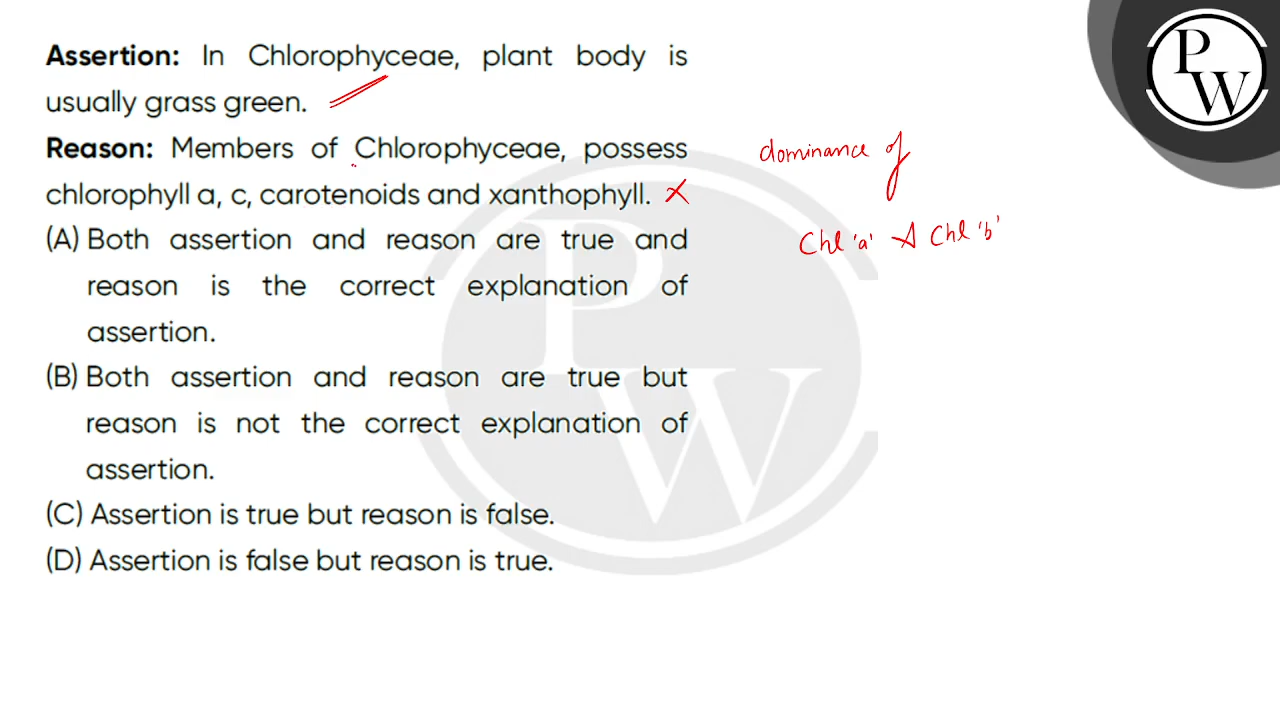 Assertion: In Chlorophyceae, plant body is
usually grass green.
Reason: Members of Chlorophyceae, possess
chlorophyll a, c, carotenoids and xanthophyll.
(A) Both assertion and reason are true and
reason is the correct explanation of
assertion.
(B) Both assertion and reason are true but
reason is not the correct explanation of
assertion.
(C) Assertion is true but reason is false.
(D) Assertion is false but reason is true.
dominance of
Chl 'a' & Chl 'b'
P
W
P
W